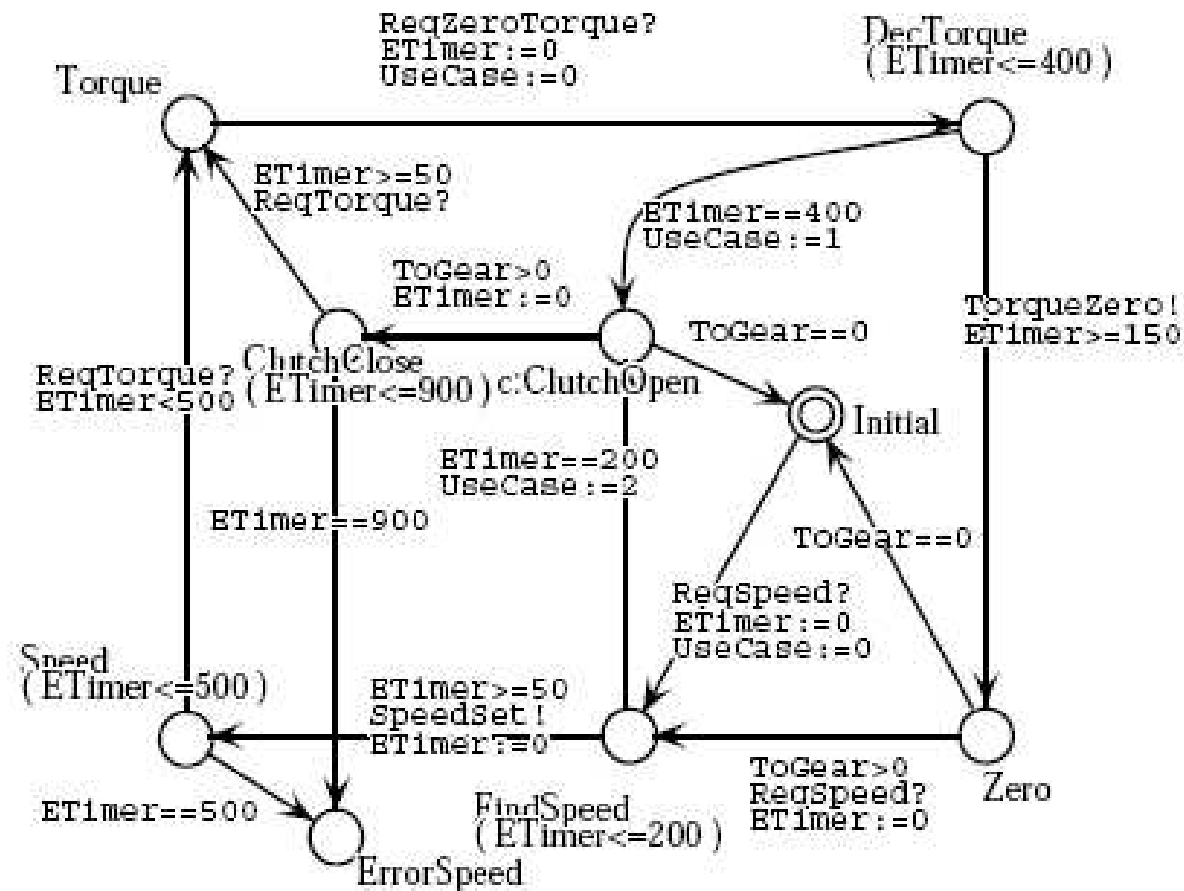 ReqZeroTorque?
ETimer:=0
UseCase:=0
DecTorque
( ETimer<=400 )
Torque
ETimer>=50
ReqTorque?
ETimer==400
UseCase:=1
ToGear>0
ETimer:=0
ToGear==0
TorqueZero!
ETimer>=150
ReqTorque?
ETimer<500
ClutchClose
( ETimer<=900 )
c:ClutchOpen
Initial
ETimer==200
UseCase:=2
ETimer==900
ToGear==0
ReqSpeed?
ETimer:=0
UseCase:=0
Speed
( ETimer<=500 )
ETimer>=50
SpeedSet!
ETimer:=0
ToGear>0
ReqSpeed?
ETimer:=0
Zero
ETimer==500
FindSpeed
( ETimer<=200 )
ErrorSpeed